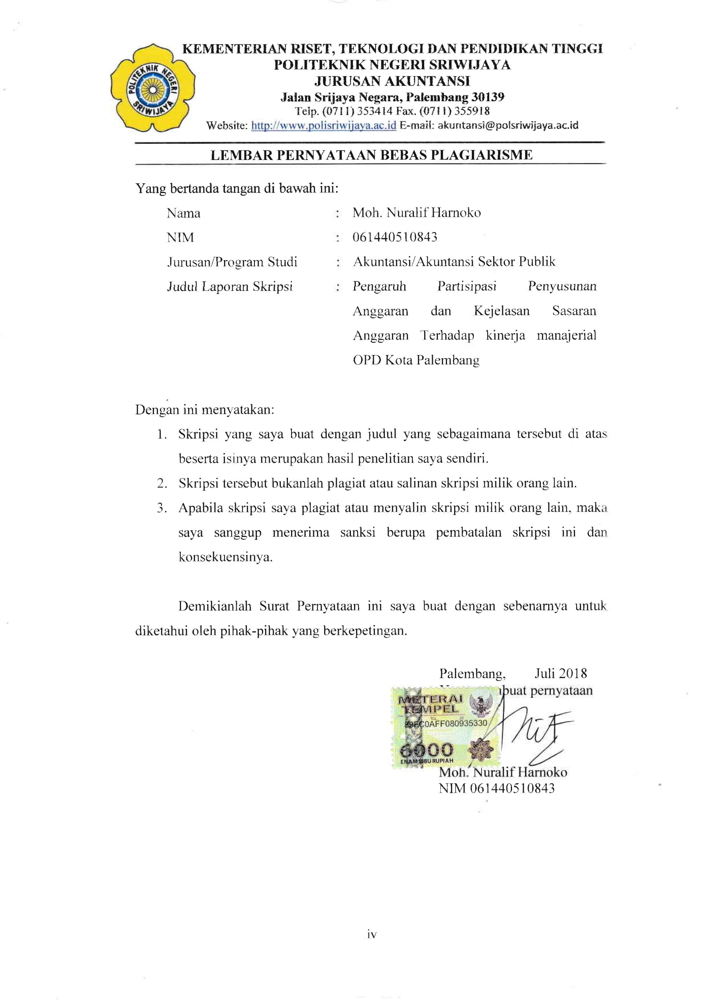 KEMENTERIAN RISET, TEKNOLOGI DAN PENDIDIKAN TINGGI
POLITEKNIK NEGERI SRIWIJAYA
JURUSAN AKUNTANSI
Jalan Srijaya Negara, Palembang 30139
Telp. (0711) 353414 Fax. (0711) 355918
Website: http://www.polisriwijaya.ac.id E-mail: akuntansi@polsriwijaya.ac.id
POLITEKNIK NEGERI SRIWIJAYA
LEMBAR PERNYATAAN BEBAS PLAGIARISME
Yang bertanda tangan di bawah ini:
Nama : Moh. Nuralif Harnoko
NIM : 061440510843
Jurusan/Program Studi : Akuntansi/Akuntansi Sektor Publik
Judul Laporan Skripsi : Pengaruh Partisipasi Penyusunan
Anggaran dan Kejelasan Sasaran
Anggaran Terhadap kinerja manajerial
OPD Kota Palembang
Dengan ini menyatakan:
1. Skripsi yang saya buat dengan judul yang sebagaimana tersebut di atas
beserta isinya merupakan hasil penelitian saya sendiri.
2. Skripsi tersebut bukanlah plagiat atau salinan skripsi milik orang lain.
3. Apabila skripsi saya plagiat atau menyalin skripsi milik orang lain, maka
saya sanggup menerima sanksi berupa pembatalan skripsi ini dan
konsekuensinya.
Demikianlah Surat Pernyataan ini saya buat dengan sebenarnya untuk
diketahui oleh pihak-pihak yang berkepetingan.
Palembang, Juli 2018
buat pernyataan
METERAI
TEMPEL
TGL. 20
C0AFF080935330
6000
ENAM RIBU RUPIAH
Moh. Nuralif Harnoko
NIM 061440510843
iv